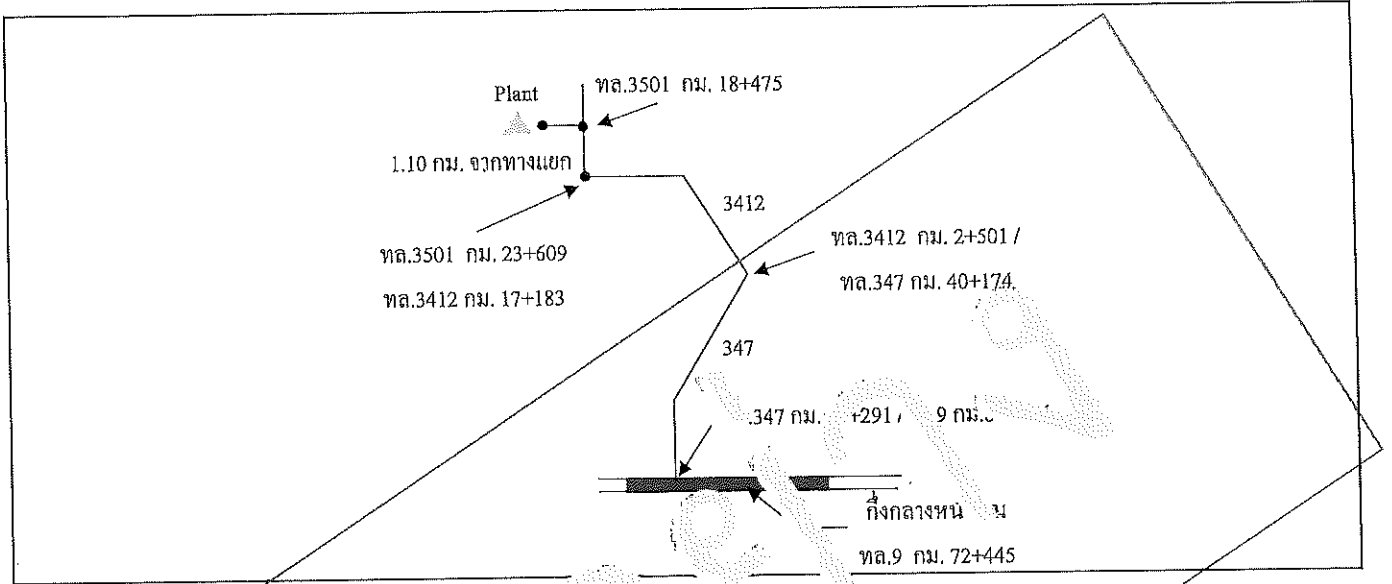 Plant
ทล.3501 กม. 18+475
1.10 กม. จากทางแยก
3412
ทล.3501 กม. 23+609
ทล.3412 กม. 17+183
ทล.3412 กม. 2+501 /
ทล.347 กม. 40+174
347
.347 กม. +291 / 9 กม.
กึ่งกลางหน
ทล.9 กม. 72+445